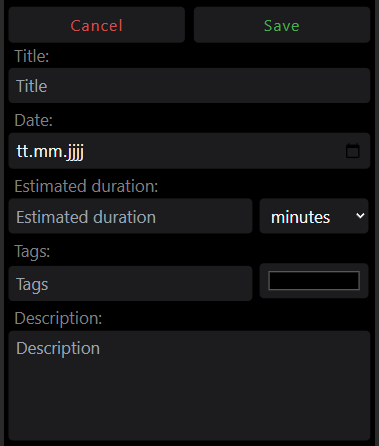 Cancel Save
Title:
Title
Date:
tt.mm.jjjj
Estimated duration:
Estimated duration minutes
Tags:
Tags
Description:
Description